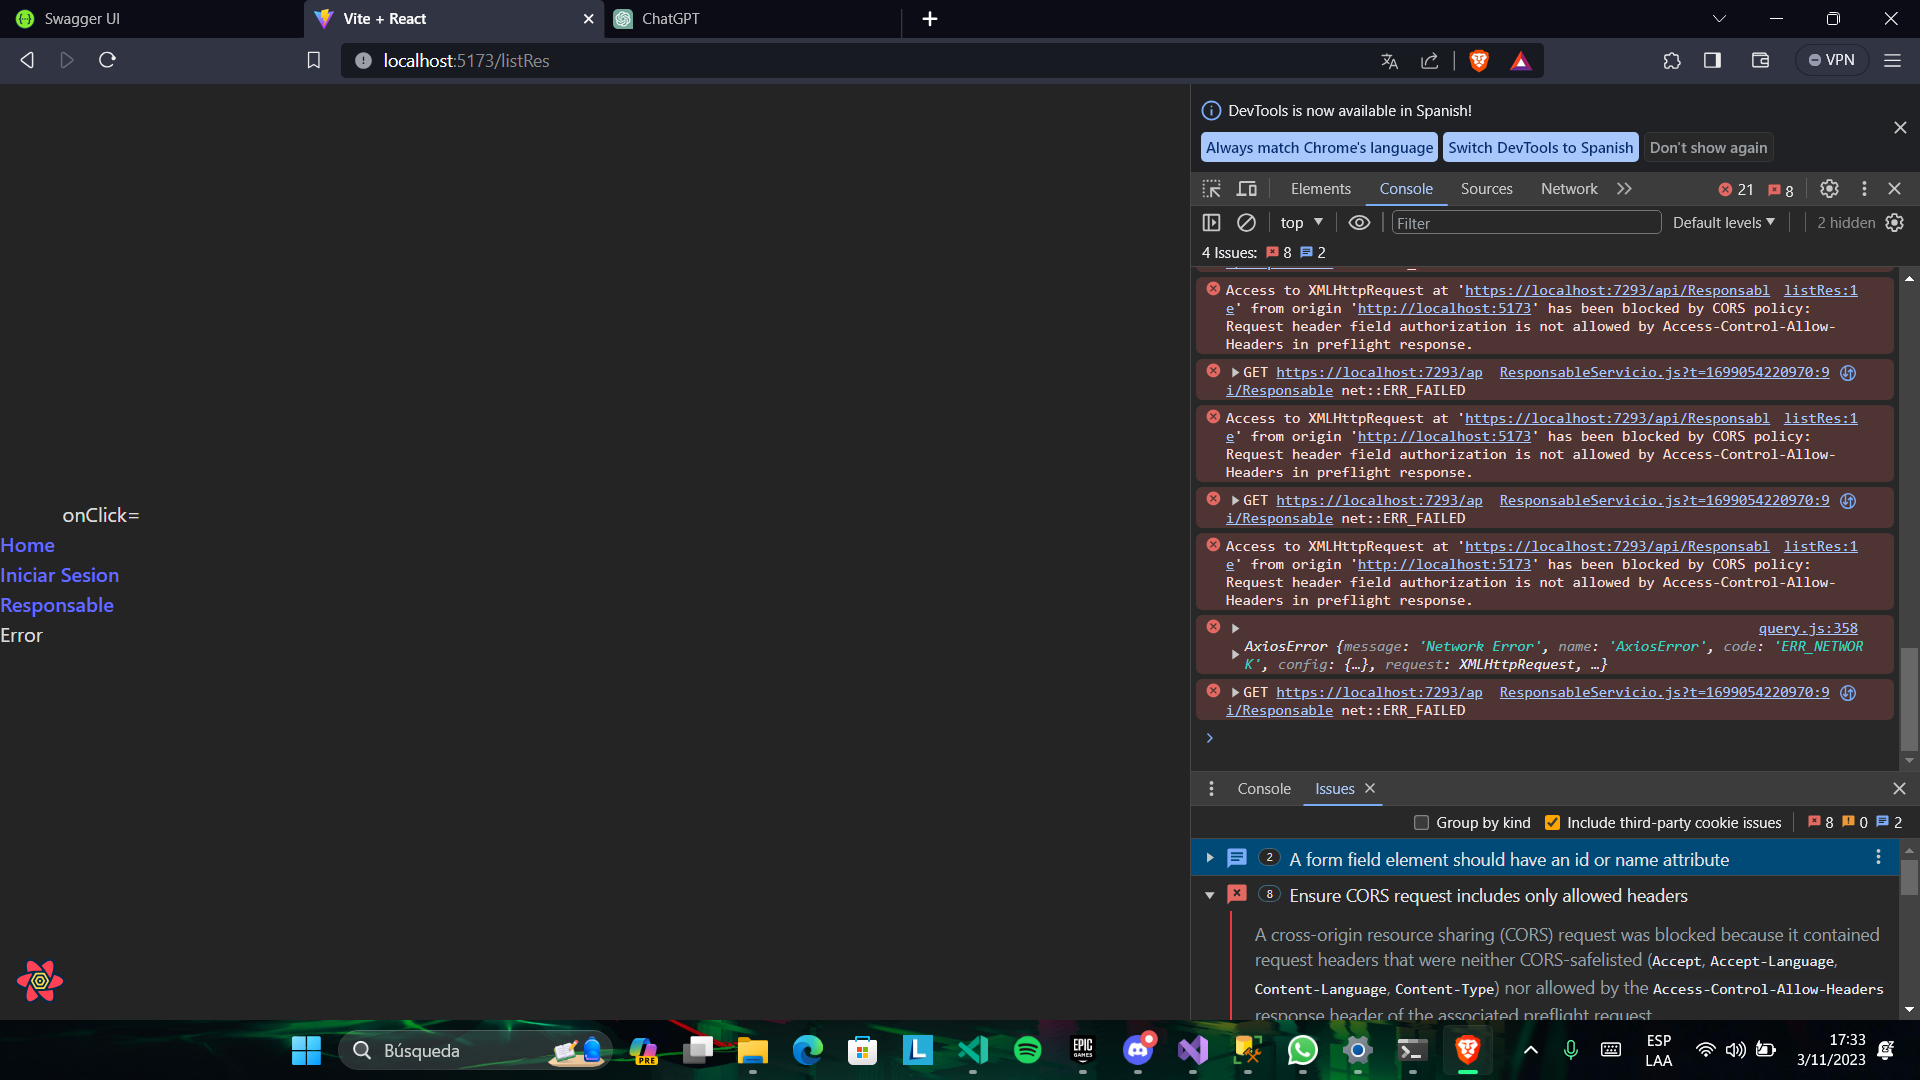 Swagger UI
Vite + React
ChatGPT
localhost:5173/listRes
VPN
onClick=
Home
Iniciar Sesion
Responsable
Error
DevTools is now available in Spanish!
Always match Chrome's language
Switch DevTools to Spanish
Don't show again
Elements
Console
Sources
Network
21
8
top
Filter
Default levels
2 hidden
4 Issues: 8 2
Access to XMLHttpRequest at 'https://localhost:7293/api/Responsabl listRes:1
e' from origin 'http://localhost:5173' has been blocked by CORS policy:
Request header field authorization is not allowed by Access-Control-Allow-
Headers in preflight response.
GET https://localhost:7293/ap ResponsableServicio.js?t=1699054220970:9
i/Responsable net::ERR_FAILED
Access to XMLHttpRequest at 'https://localhost:7293/api/Responsabl listRes:1
e' from origin 'http://localhost:5173' has been blocked by CORS policy:
Request header field authorization is not allowed by Access-Control-Allow-
Headers in preflight response.
GET https://localhost:7293/ap ResponsableServicio.js?t=1699054220970:9
i/Responsable net::ERR_FAILED
Access to XMLHttpRequest at 'https://localhost:7293/api/Responsabl listRes:1
e' from origin 'http://localhost:5173' has been blocked by CORS policy:
Request header field authorization is not allowed by Access-Control-Allow-
Headers in preflight response.
query.js:358
AxiosError {message: 'Network Error', name: 'AxiosError', code: 'ERR_NETWOR
K', config: {…}, request: XMLHttpRequest, …}
GET https://localhost:7293/ap ResponsableServicio.js?t=1699054220970:9
i/Responsable net::ERR_FAILED
Console
Issues
Group by kind
Include third-party cookie issues
8 0 2
2 A form field element should have an id or name attribute
8 Ensure CORS request includes only allowed headers
A cross-origin resource sharing (CORS) request was blocked because it contained
request headers that were neither CORS-safelisted (Accept, Accept-Language,
Content-Language, Content-Type) nor allowed by the Access-Control-Allow-Headers
response header of the associated preflight request
Búsqueda
PRE
L
EPIC
GAMES
ESP
LAA
17:33
3/11/2023